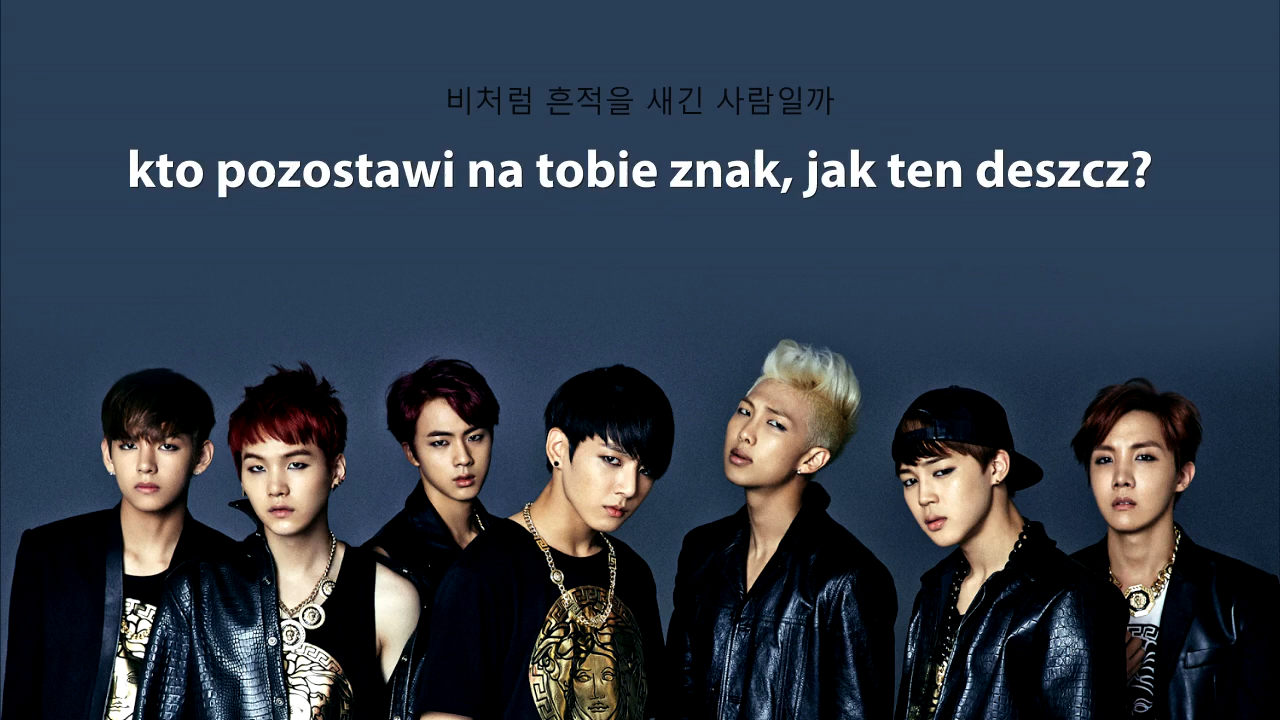 비처럼 흔적을 새긴 사람일까
kto pozostawi na tobie znak, jak ten deszcz?